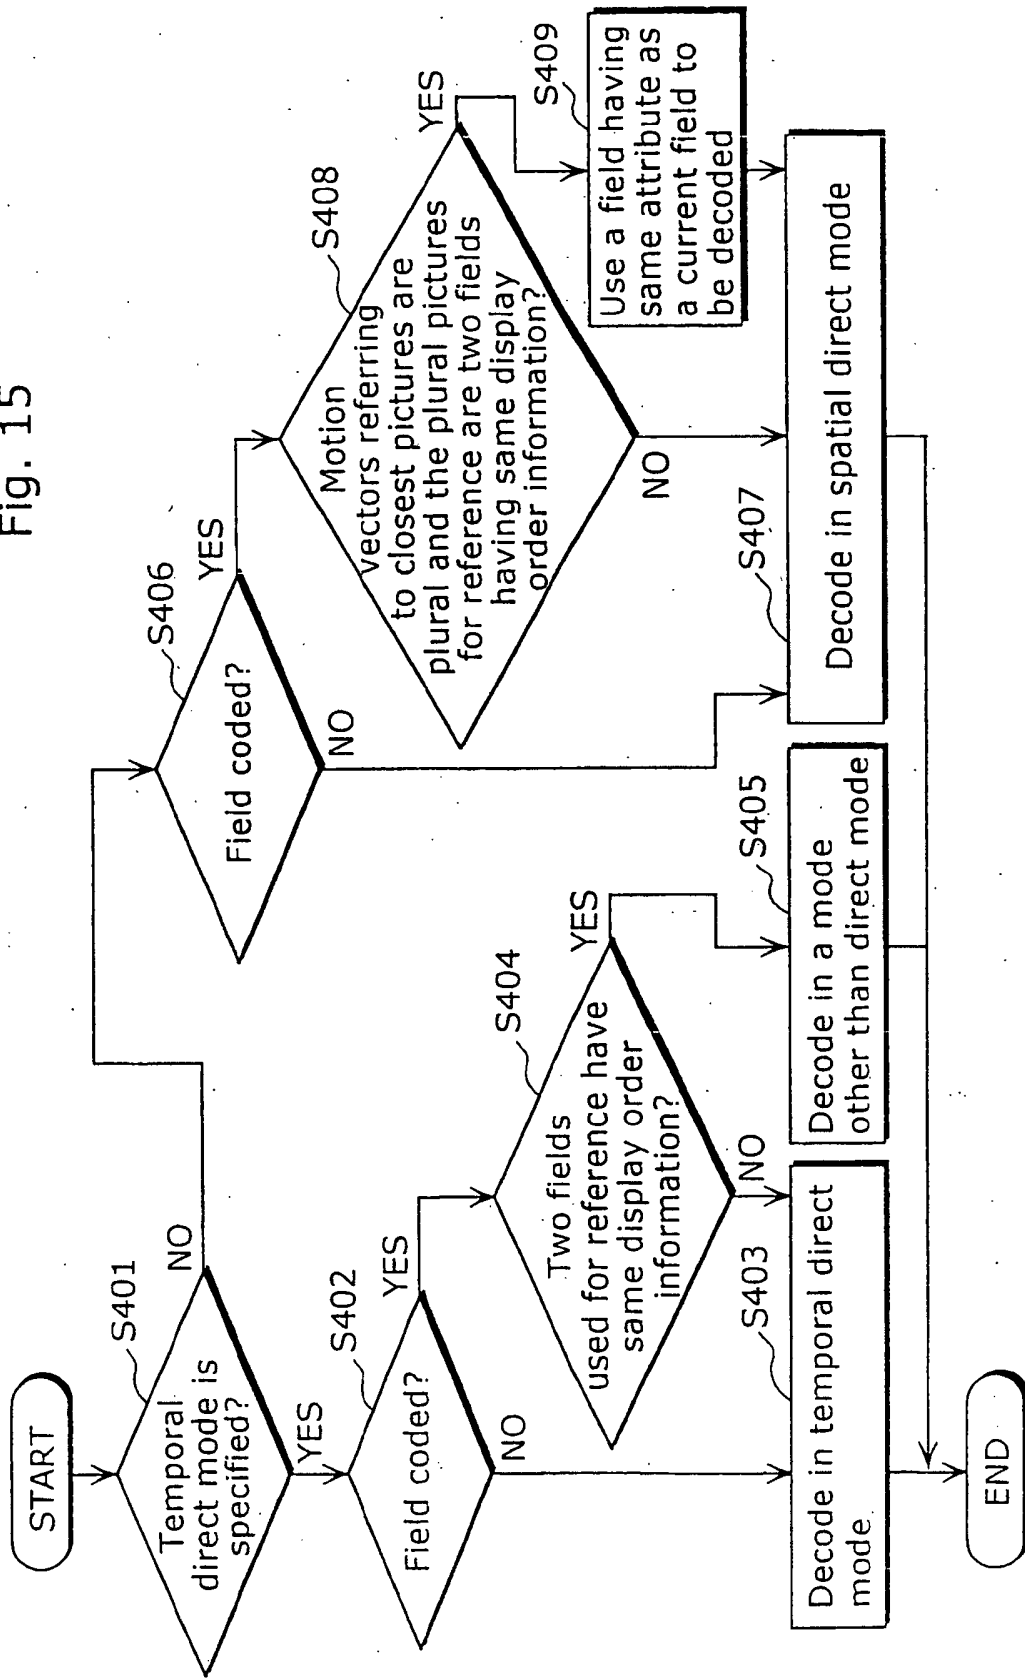 Fig. 15
START
S401
Temporal
direct mode is
specified?
NO
YES
S402
Field coded?
YES
NO
S404
Two fields
used for reference have
same display order
information?
YES
NO
S403
Decode in temporal direct
mode
S405
Decode in a mode
other than direct mode
S406
Field coded?
YES
NO
S408
Motion
vectors referring
to closest pictures are
plural and the plural pictures
for reference are two fields
having same display
order information?
YES
NO
S409
Use a field having
same attribute as
a current field to
be decoded
S407
Decode in spatial direct mode
END